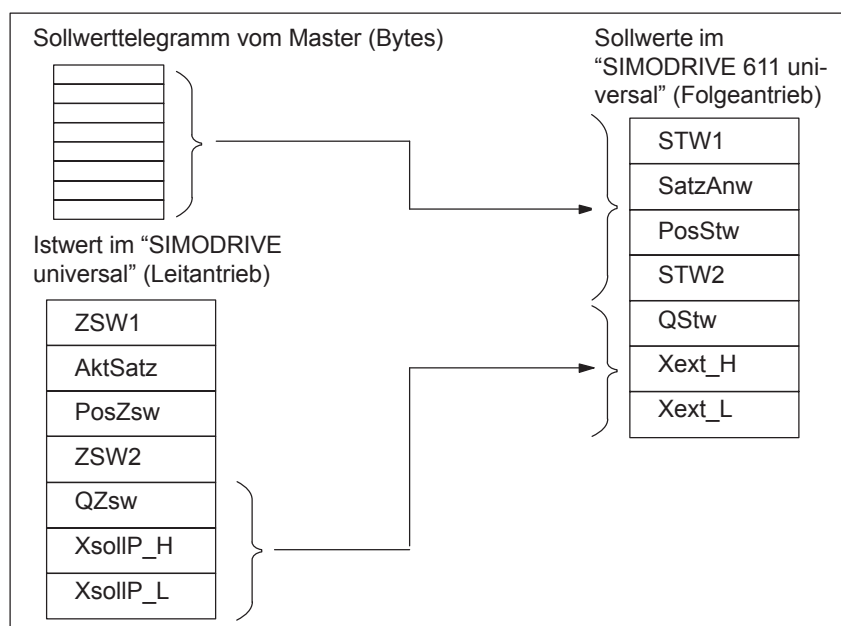 Sollwerttelegramm vom Master (Bytes)
Istwert im “SIMODRIVE
universal” (Leitantrieb)
ZSW1
AktSatz
PosZsw
ZSW2
QZsw
XsollP_H
XsollP_L
Sollwerte im
“SIMODRIVE 611 uni-
versal” (Folgeantrieb)
STW1
SatzAnw
PosStw
STW2
QStw
Xext_H
Xext_L